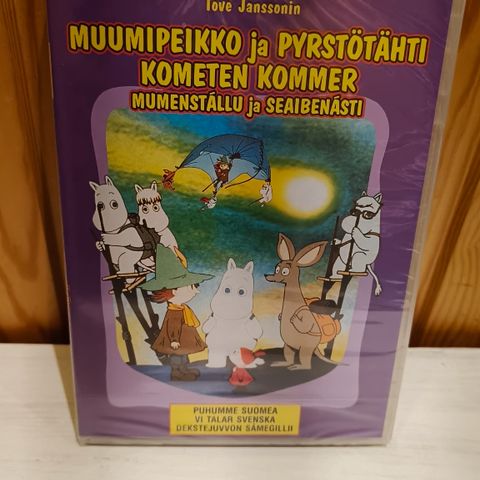 Tove Janssonin
MUUMIPEIKKO ja PYRSTÖTÄHTI
KOMETEN KOMMER
MUMENSTÁLLU ja SEAIBENÁSTI
PUHUMME SUOMEA
VI TALAR SVENSKA
DEKSTEJUVVON SÁMEGILLII